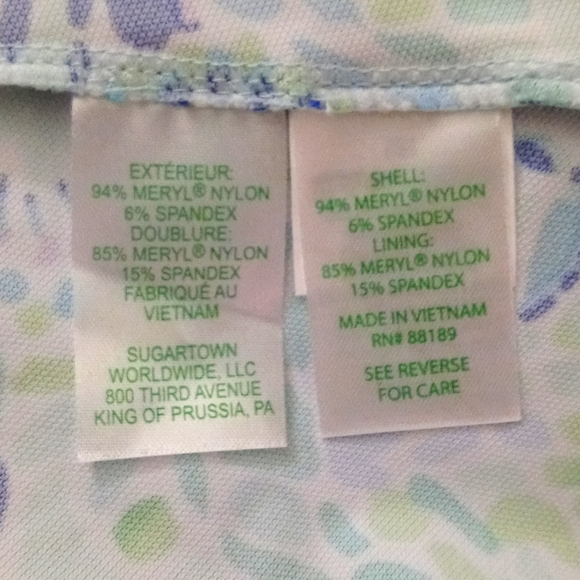 EXTÉRIEUR:
94% MERYL® NYLON
6% SPANDEX
DOUBLURE:
85% MERYL® NYLON
15% SPANDEX
FABRIQUÉ AU
VIETNAM
SUGARTOWN
WORLDWIDE, LLC
800 THIRD AVENUE
KING OF PRUSSIA, PA
SHELL:
94% MERYL® NYLON
6% SPANDEX
LINING:
85% MERYL® NYLON
15% SPANDEX
MADE IN VIETNAM
RN# 88189
SEE REVERSE
FOR CARE